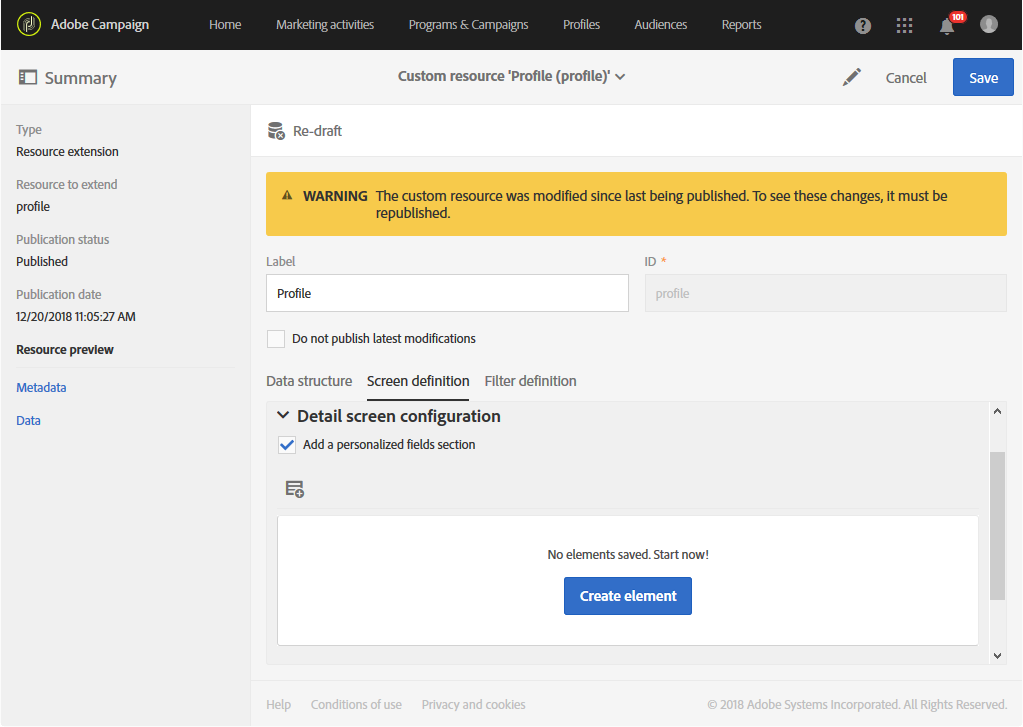 Adobe Campaign Home Marketing activities Programs & Campaigns Profiles Audiences Reports ? 101
Summary Custom resource 'Profile (profile)' Cancel Save
Type
Resource extension
Resource to extend
profile
Publication status
Published
Publication date
12/20/2018 11:05:27 AM
Resource preview
Metadata
Data
Re-draft
WARNING The custom resource was modified since last being published. To see these changes, it must be
republished.
Label ID *
Profile profile
Do not publish latest modifications
Data structure Screen definition Filter definition
Detail screen configuration
Add a personalized fields section
No elements saved. Start now!
Create element
Help Conditions of use Privacy and cookies © 2018 Adobe Systems Incorporated. All Rights Reserved.